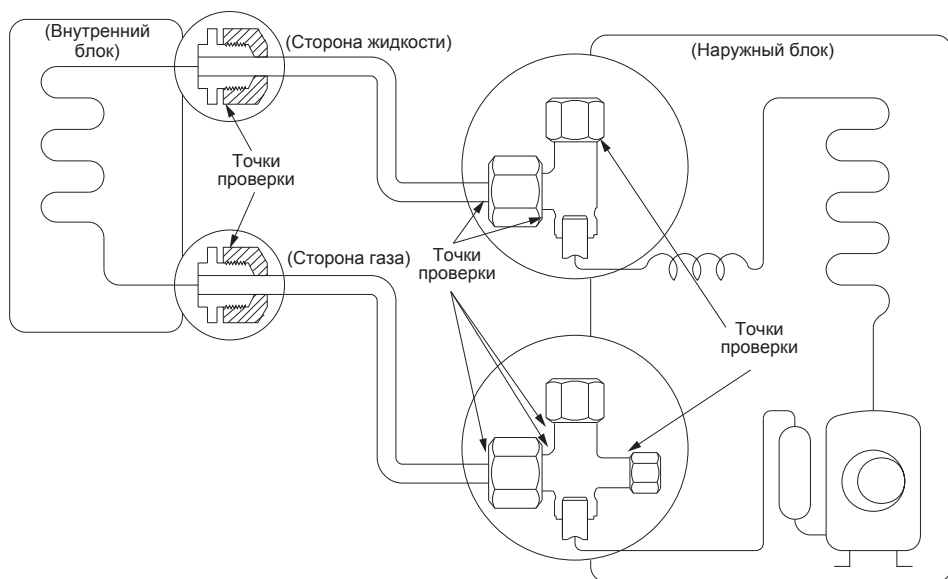 (Внутренний
блок)
(Сторона жидкости)
(Наружный блок)
Точки
проверки
(Сторона газа)
Точки
проверки
Точки
проверки